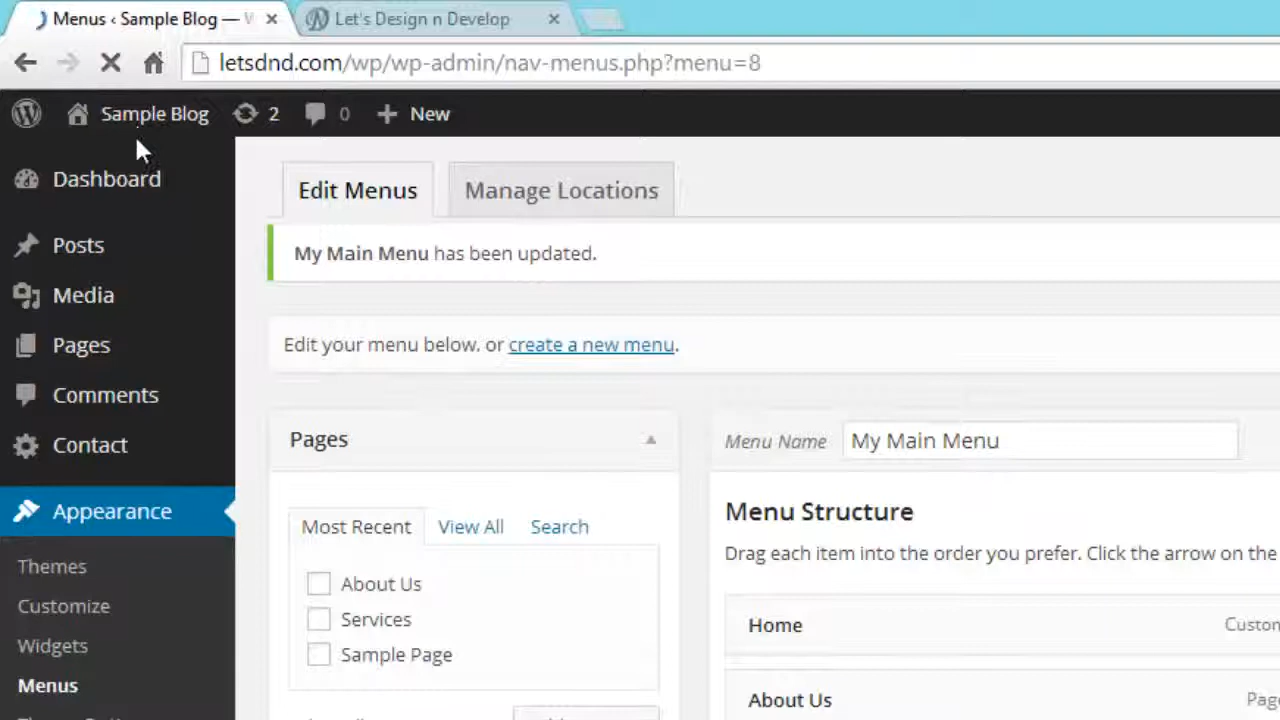 Menus ‹ Sample Blog — W
Let's Design n Develop
letsdnd.com/wp/wp-admin/nav-menus.php?menu=8
Sample Blog 2 0 New
Dashboard
Posts
Media
Pages
Comments
Contact
Appearance
Themes
Customize
Widgets
Menus
Edit Menus Manage Locations
My Main Menu has been updated.
Edit your menu below, or create a new menu.
Pages
Most Recent View All Search
About Us
Services
Sample Page
Menu Name My Main Menu
Menu Structure
Drag each item into the order you prefer. Click the arrow on the
Home Custom
About Us Page